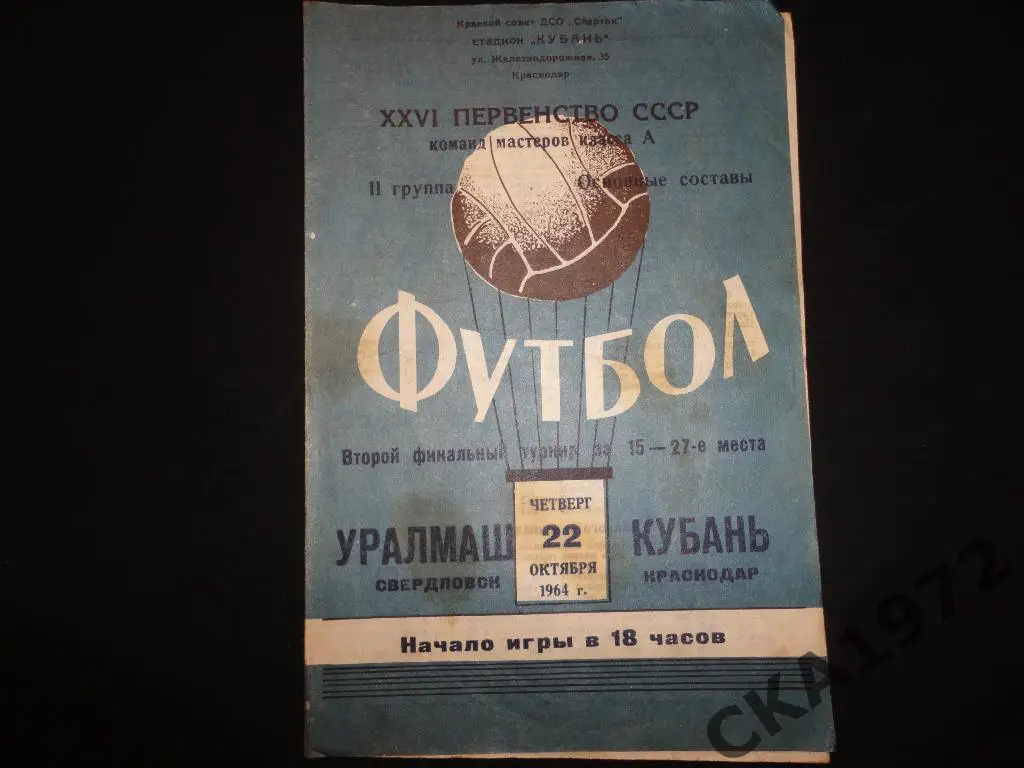 Краевой совет ДСО „Спартак"
стадион „КУБАНЬ"
ул. Железнодорожная, 35
Краснодар
XXVI ПЕРВЕНСТВО СССР
команд мастеров класса А
II группа Основные составы
ФУТБОЛ
Второй финальный турнир за 15—27-е места
УРАЛМАШ
СВЕРДЛОВСК
ЧЕТВЕРГ
22
ОКТЯБРЯ
1964 г.
КУБАНЬ
КРАСНОДАР
Начало игры в 18 часов
СКА1972